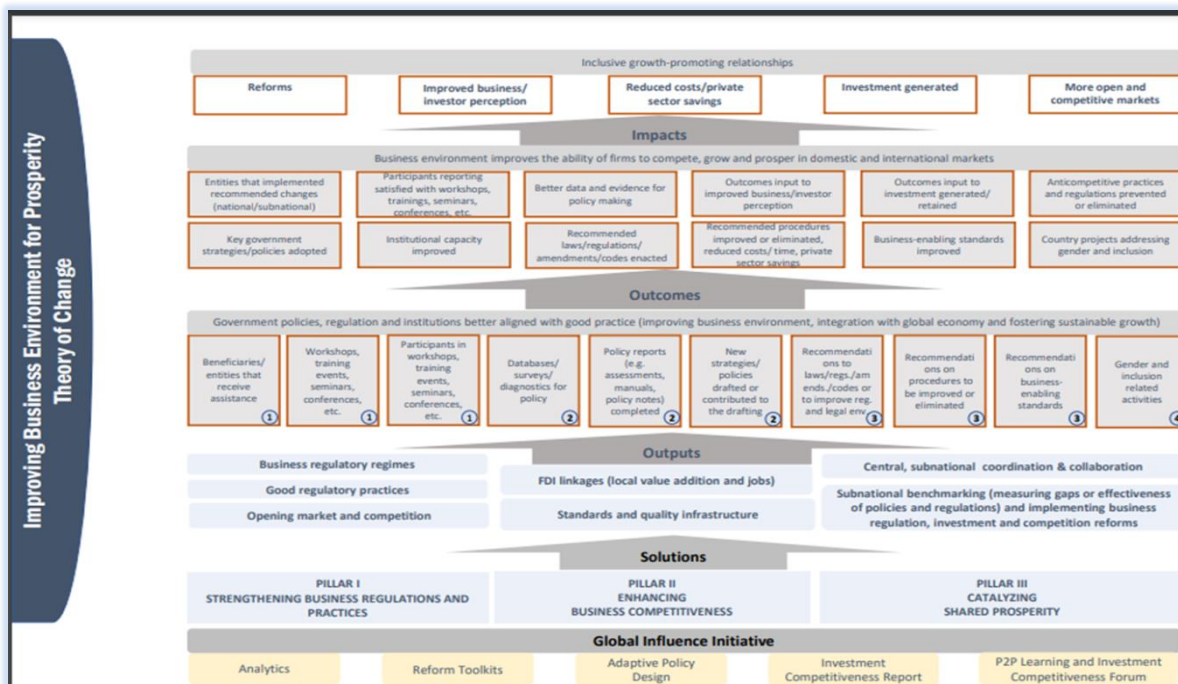 Improving Business Environment for Prosperity
Theory of Change
Inclusive growth-promoting relationships
Reforms
Improved business/
investor perception
Reduced costs/private
sector savings
Investment generated
More open and
competitive markets
Impacts
Business environment improves the ability of firms to compete, grow and prosper in domestic and international markets
Entities that implemented
recommended changes
(national/subnational)
Participants reporting
satisfied with workshops,
trainings, seminars,
conferences, etc.
Better data and evidence for
policy making
Outcomes input to
improved business/investor
perception
Outcomes input to
investment generated/
retained
Anticompetitive practices
and regulations prevented
or eliminated
Key government
strategies/policies adopted
Institutional capacity
improved
Recommended
laws/regulations/
amendments/codes enacted
Recommended procedures
improved or eliminated,
reduced costs/ time, private
sector savings
Business-enabling standards
improved
Country projects addressing
gender and inclusion
Outcomes
Government policies, regulation and institutions better aligned with good practice (improving business environment, integration with global economy and fostering sustainable growth)
Beneficiaries/
entities that
receive
assistance
1
Workshops,
training
events,
seminars,
conferences,
etc.
1
Participants in
workshops,
training
events,
seminars,
conferences,
etc.
1
Databases/
surveys/
diagnostics for
policy
2
Policy reports
(e.g.
assessments,
manuals,
policy notes)
completed
2
New
strategies/
policies
drafted or
contributed to
the drafting
2
Recommendati
ons to
laws/regs./am
ends./codes or
to improve reg.
and legal env.
3
Recommendati
ons on
procedures to
be improved or
eliminated
3
Recommendati
ons on
business-
enabling
standards
3
Gender and
inclusion
related
activities
4
Outputs
Business regulatory regimes
Good regulatory practices
Opening market and competition
FDI linkages (local value addition and jobs)
Standards and quality infrastructure
Central, subnational coordination & collaboration
Subnational benchmarking (measuring gaps or effectiveness
of policies and regulations) and implementing business
regulation, investment and competition reforms
Solutions
PILLAR I
STRENGTHENING BUSINESS REGULATIONS AND
PRACTICES
PILLAR II
ENHANCING
BUSINESS COMPETITIVENESS
PILLAR III
CATALYZING
SHARED PROSPERITY
Global Influence Initiative
Analytics
Reform Toolkits
Adaptive Policy
Design
Investment
Competitiveness Report
P2P Learning and Investment
Competitiveness Forum